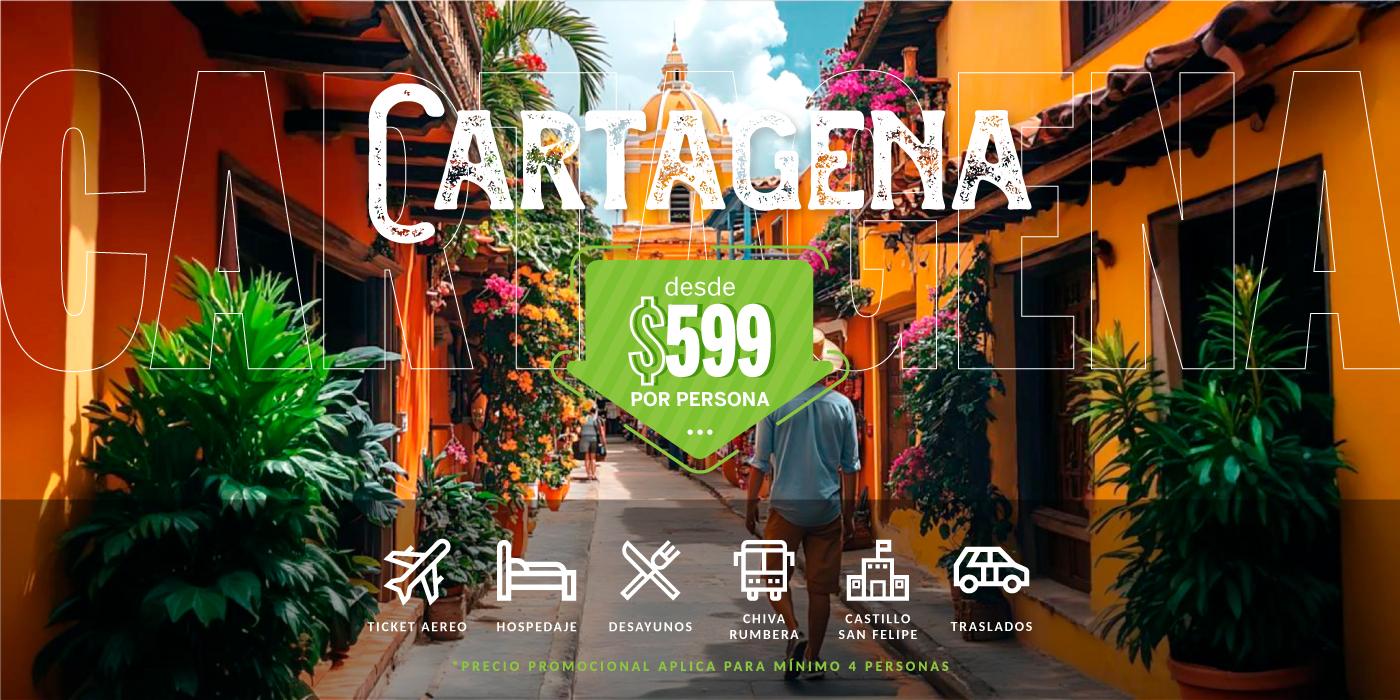 CARTAGENA
CARTAGENA
desde
$599
POR PERSONA
...
TICKET AEREO
HOSPEDAJE
DESAYUNOS
CHIVA
RUMBERA
CASTILLO
SAN FELIPE
TRASLADOS
*PRECIO PROMOCIONAL APLICA PARA MÍNIMO 4 PERSONAS